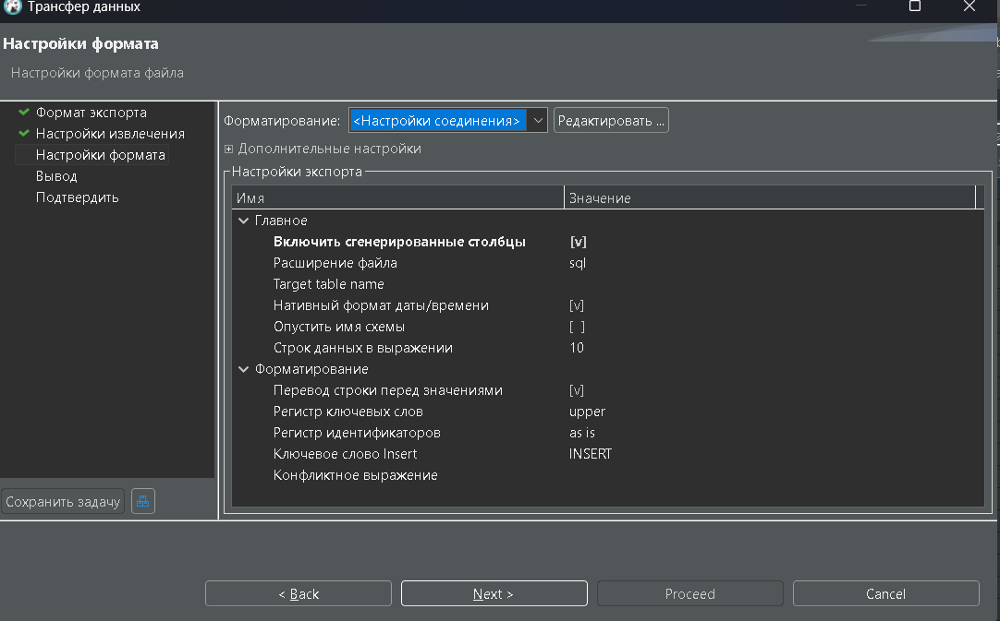 Трансфер данных
Настройки формата
Настройки формата файла
Формат экспорта
Настройки извлечения
Настройки формата
Вывод
Подтвердить
Форматирование: <Настройки соединения> Редактировать ...
Дополнительные настройки
Настройки экспорта
Имя Значение
Главное
Включить сгенерированные столбцы [v]
Расширение файла sql
Target table name
Нативный формат даты/времени [v]
Опустить имя схемы [ ]
Строк данных в выражении 10
Форматирование
Перевод строки перед значениями [v]
Регистр ключевых слов upper
Регистр идентификаторов as is
Ключевое слово Insert INSERT
Конфликтное выражение
Сохранить задачу
< Back Next > Proceed Cancel